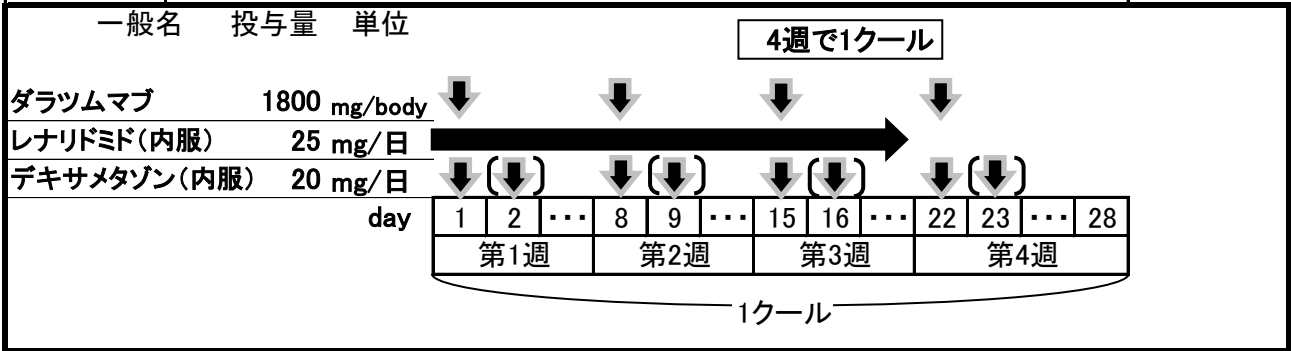 一般名 投与量 単位
4週で1クール
ダラツムマブ 1800 mg/body
レナリドミド(内服) 25 mg/日
デキサメタゾン(内服) 20 mg/日 ( ) ( ) ( ) ( )
day 1 2 ・・・ 8 9 ・・・ 15 16 ・・・ 22 23 ・・・ 28
第1週 第2週 第3週 第4週
1クール